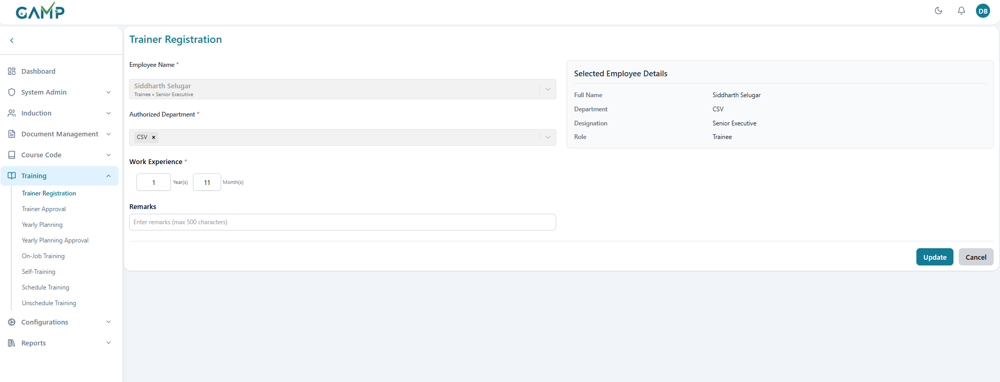 GAMP
DB
Dashboard
System Admin
Induction
Document Management
Course Code
Training
Trainer Registration
Trainer Approval
Yearly Planning
Yearly Planning Approval
On-Job Training
Self-Training
Schedule Training
Unschedule Training
Configurations
Reports
Trainer Registration
Employee Name *
Siddharth Selugar
Trainee • Senior Executive
Authorized Department *
CSV ×
Work Experience *
1 Year(s) 11 Month(s)
Remarks
Enter remarks (max 500 characters)
Selected Employee Details
Full Name Siddharth Selugar
Department CSV
Designation Senior Executive
Role Trainee
Update Cancel